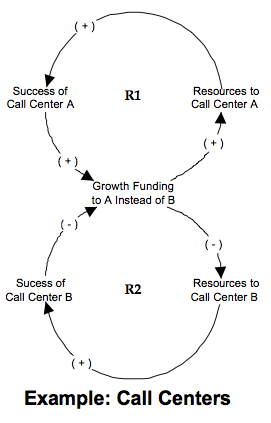 ( + )
Success of
Call Center A
R1
Resources to
Call Center A
( + )
( + )
Growth Funding
to A Instead of B
( - )
( - )
Sucess of
Call Center B
R2
Resources to
Call Center B
( + )
Example: Call Centers